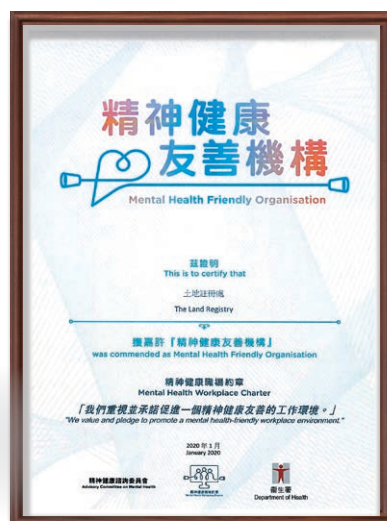 精神健康
友善機構
Mental Health Friendly Organisation
茲證明
This is to certify that
土地註冊處
The Land Registry
獲嘉許『精神健康友善機構』
was commended as Mental Health Friendly Organisation
精神健康職場約章
Mental Health Workplace Charter
「我們重視並承諾促進一個精神健康友善的工作環境。」
"We value and pledge to promote a mental health-friendly workplace environment."
2020 年 1 月
January 2020
精神健康諮詢委員會
Advisory Committee on Mental Health
衞生署
Department of Health